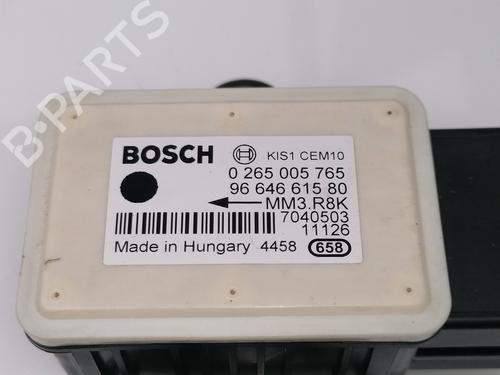 B-PARTS
BOSCH
KIS1 CEM10
0 265 005 765
96 646 615 80
MM3.R8K
7040503
11126
Made in Hungary 4458 658